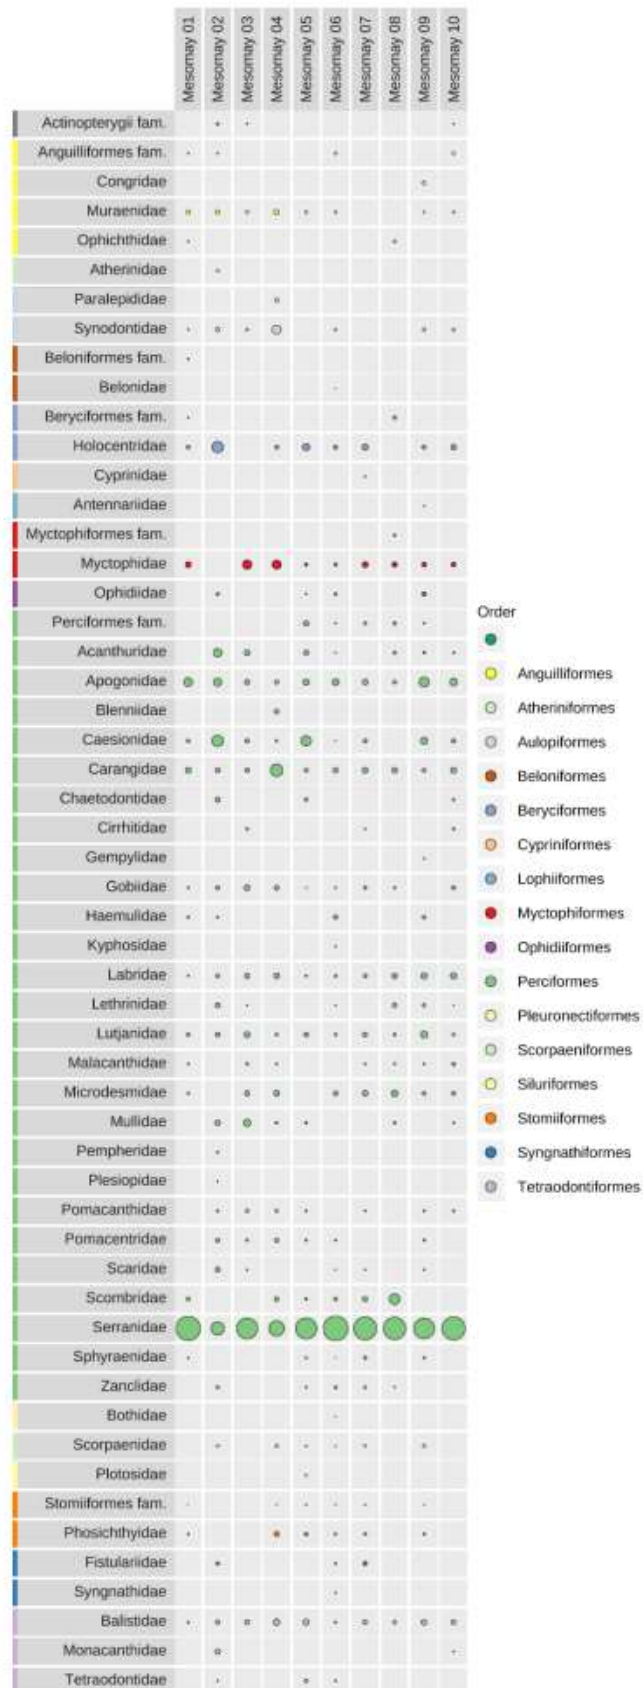 Mesomay 01
Mesomay 02
Mesomay 03
Mesomay 04
Mesomay 05
Mesomay 06
Mesomay 07
Mesomay 08
Mesomay 09
Mesomay 10
Actinopterygii fam.
Anguilliformes fam.
Congridae
Muraenidae
Ophichthidae
Atherinidae
Paralepididae
Synodontidae
Beloniformes fam.
Belonidae
Beryciformes fam.
Holocentridae
Cyprinidae
Antennariidae
Myctophiformes fam.
Myctophidae
Ophidiidae
Perciformes fam.
Acanthuridae
Apogonidae
Blenniidae
Caesionidae
Carangidae
Chaetodontidae
Cirrhitidae
Gempylidae
Gobiidae
Haemulidae
Kyphosidae
Labridae
Lethrinidae
Lutjanidae
Malacanthidae
Microdesmidae
Mullidae
Pempheridae
Plesiopidae
Pomacanthidae
Pomacentridae
Scaridae
Scombridae
Serranidae
Sphyraenidae
Zanclidae
Bothidae
Scorpaenidae
Plotosidae
Stomiiformes fam.
Phosichthyidae
Fistulariidae
Syngnathidae
Balistidae
Monacanthidae
Tetraodontidae
Order
Anguilliformes
Atheriniformes
Aulopiformes
Beloniformes
Beryciformes
Cypriniformes
Lophiiformes
Myctophiformes
Ophidiiformes
Perciformes
Pleuronectiformes
Scorpaeniformes
Siluriformes
Stomiiformes
Syngnathiformes
Tetraodontiformes